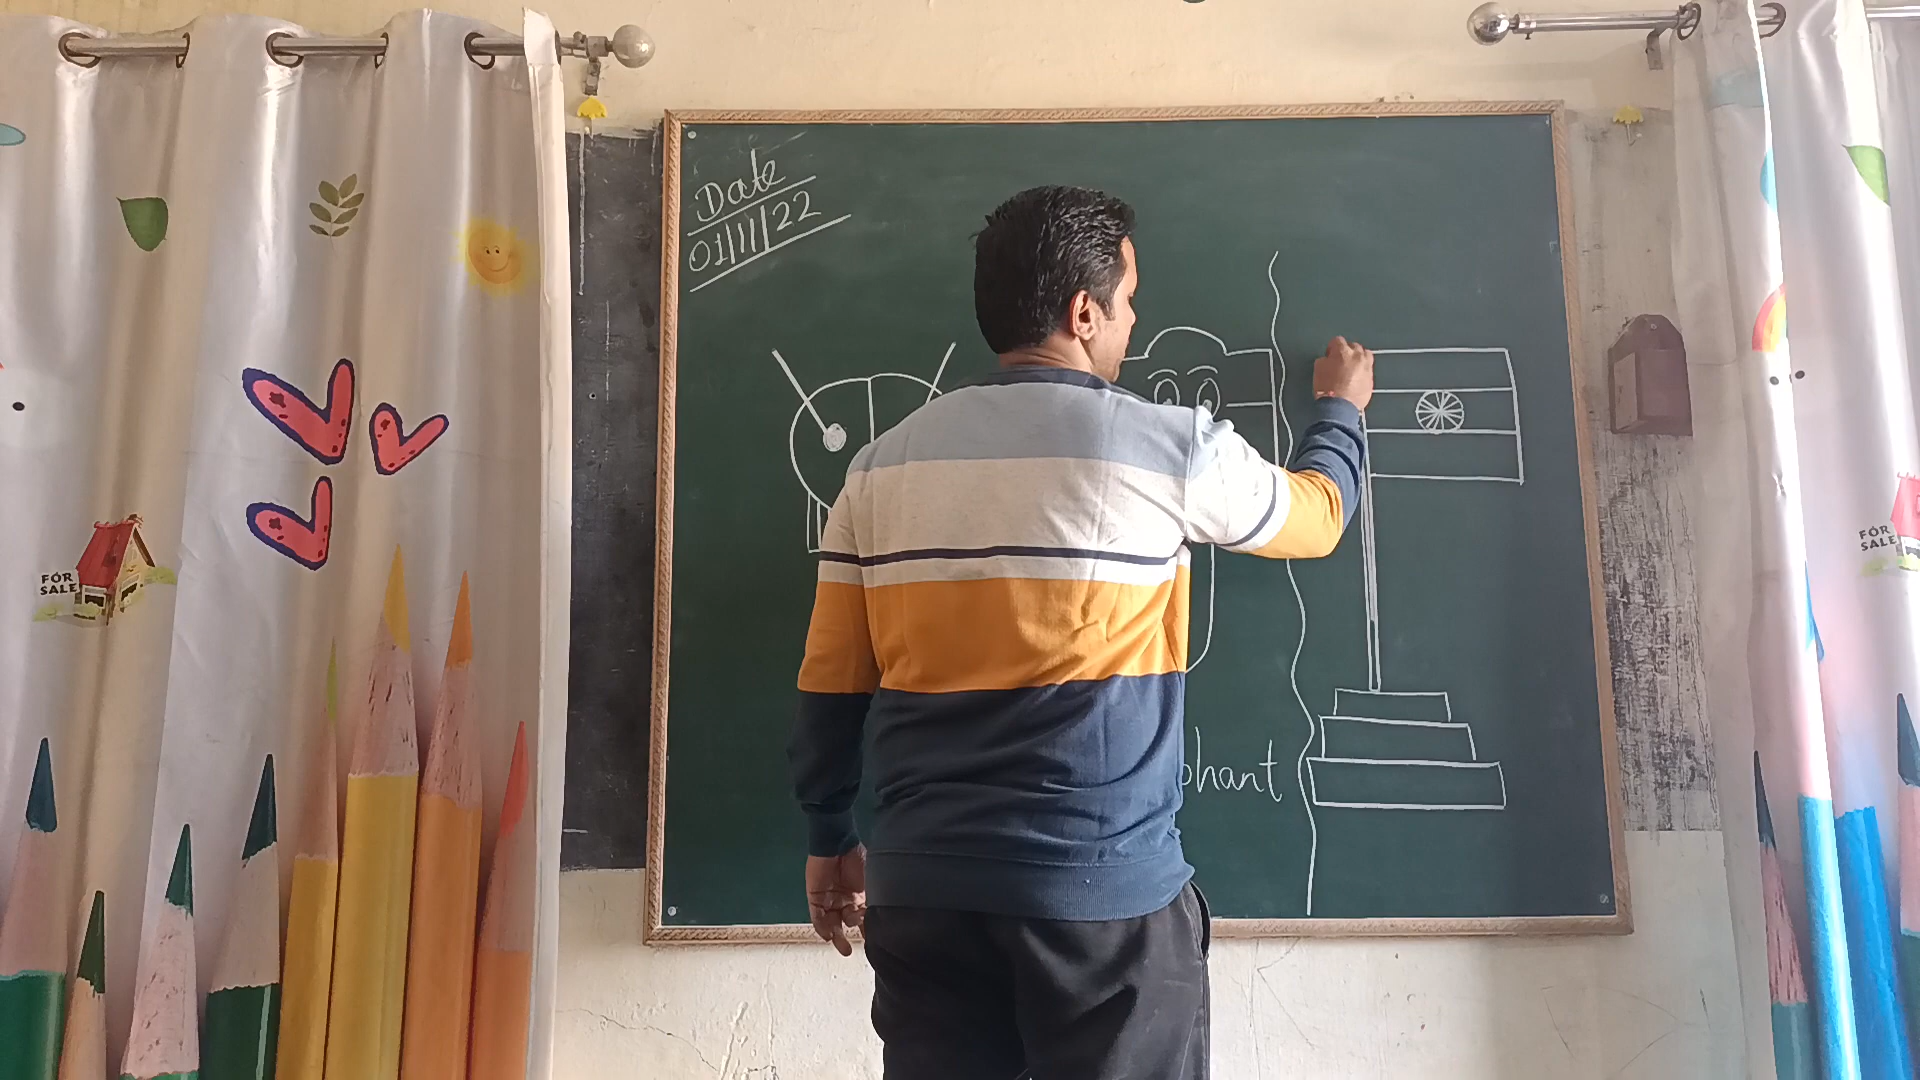 Date
01/11/22
FOR
SALE
FOR
SALE
phant